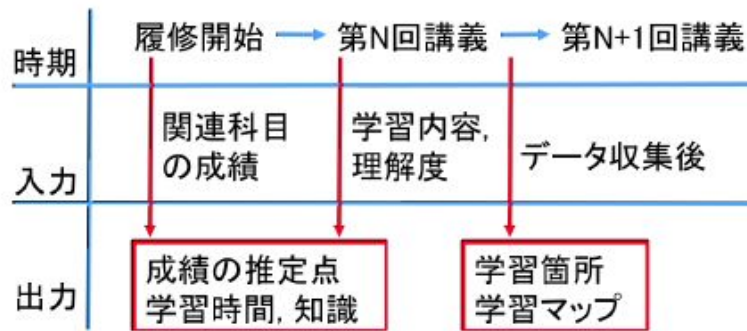 時期
履修開始 第N回講義 第N+1回講義
入力
関連科目
の成績
学習内容,
理解度
データ収集後
出力
成績の推定点
学習時間, 知識
学習箇所
学習マップ